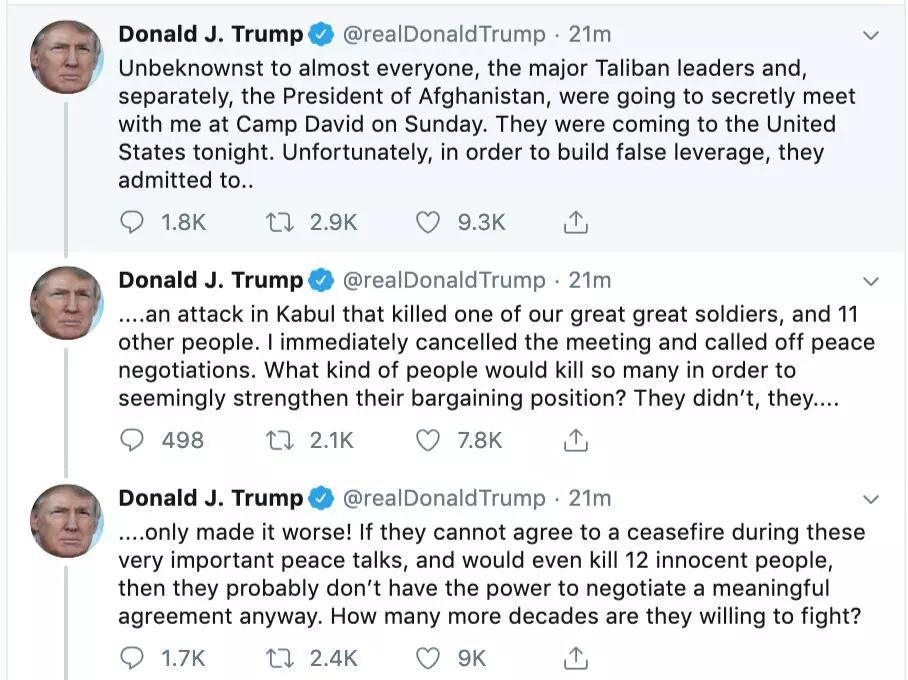 Donald J. Trump @realDonaldTrump · 21m
Unbeknownst to almost everyone, the major Taliban leaders and,
separately, the President of Afghanistan, were going to secretly meet
with me at Camp David on Sunday. They were coming to the United
States tonight. Unfortunately, in order to build false leverage, they
admitted to..
1.8K 2.9K 9.3K
Donald J. Trump @realDonaldTrump · 21m
....an attack in Kabul that killed one of our great great soldiers, and 11
other people. I immediately cancelled the meeting and called off peace
negotiations. What kind of people would kill so many in order to
seemingly strengthen their bargaining position? They didn’t, they....
498 2.1K 7.8K
Donald J. Trump @realDonaldTrump · 21m
....only made it worse! If they cannot agree to a ceasefire during these
very important peace talks, and would even kill 12 innocent people,
then they probably don’t have the power to negotiate a meaningful
agreement anyway. How many more decades are they willing to fight?
1.7K 2.4K 9K